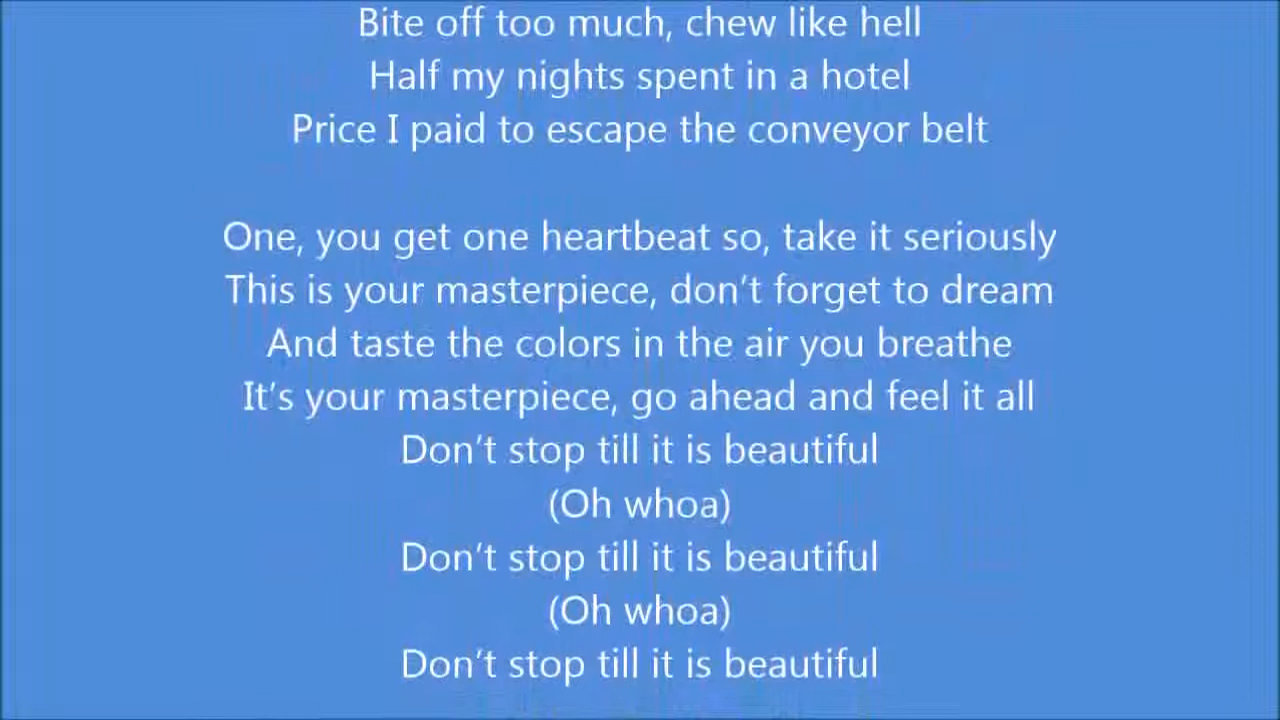 Bite off too much, chew like hell
Half my nights spent in a hotel
Price I paid to escape the conveyor belt
One, you get one heartbeat so, take it seriously
This is your masterpiece, don’t forget to dream
And taste the colors in the air you breathe
It’s your masterpiece, go ahead and feel it all
Don’t stop till it is beautiful
(Oh whoa)
Don’t stop till it is beautiful
(Oh whoa)
Don’t stop till it is beautiful